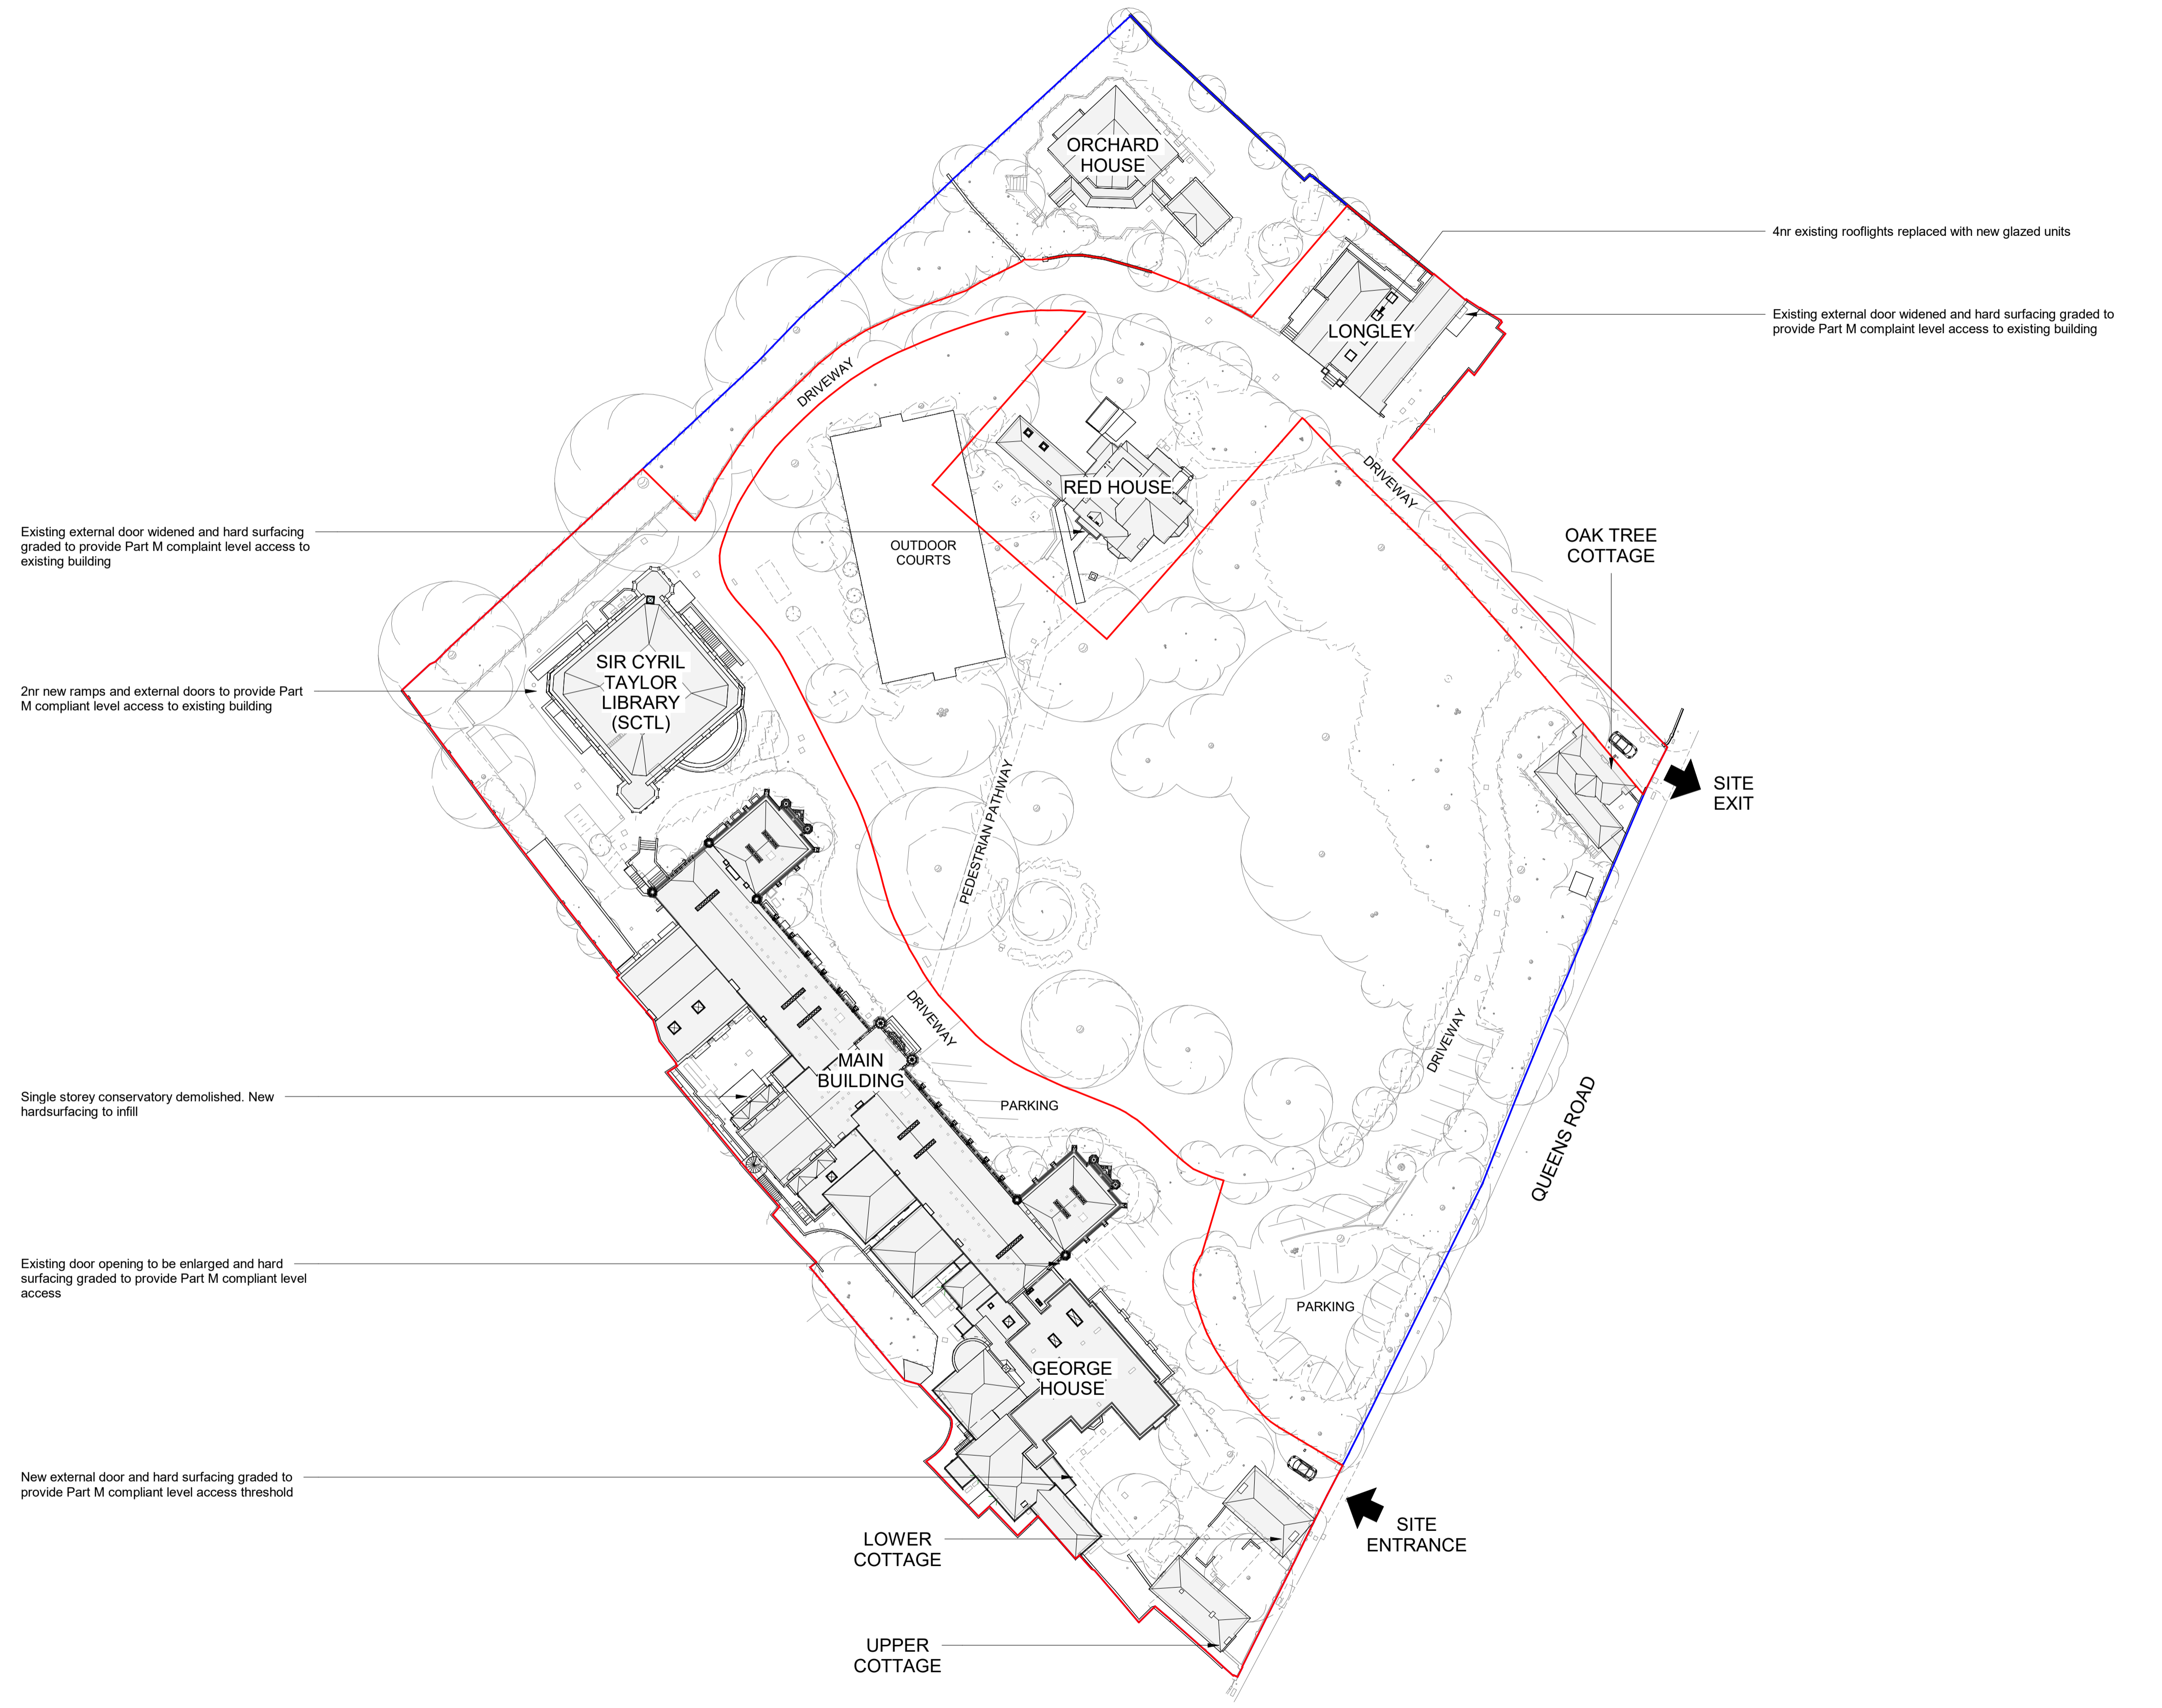 ORCHARD
HOUSE
4nr existing rooflights replaced with new glazed units
Existing external door widened and hard surfacing graded to
provide Part M complaint level access to existing building
LONGLEY
DRIVEWAY
DRIVEWAY
RED HOUSE
Existing external door widened and hard surfacing
graded to provide Part M complaint level access to
existing building
OUTDOOR
COURTS
OAK TREE
COTTAGE
SIR CYRIL
TAYLOR
LIBRARY
(SCTL)
2nr new ramps and external doors to provide Part
M compliant level access to existing building
SITE
EXIT
PEDESTRIAN PATHWAY
DRIVEWAY
DRIVEWAY
MAIN
BUILDING
Single storey conservatory demolished. New
hardsurfacing to infill
PARKING
QUEENS ROAD
Existing door opening to be enlarged and hard
surfacing graded to provide Part M compliant level
access
PARKING
GEORGE
HOUSE
New external door and hard surfacing graded to
provide Part M compliant level access threshold
LOWER
COTTAGE
SITE
ENTRANCE
UPPER
COTTAGE